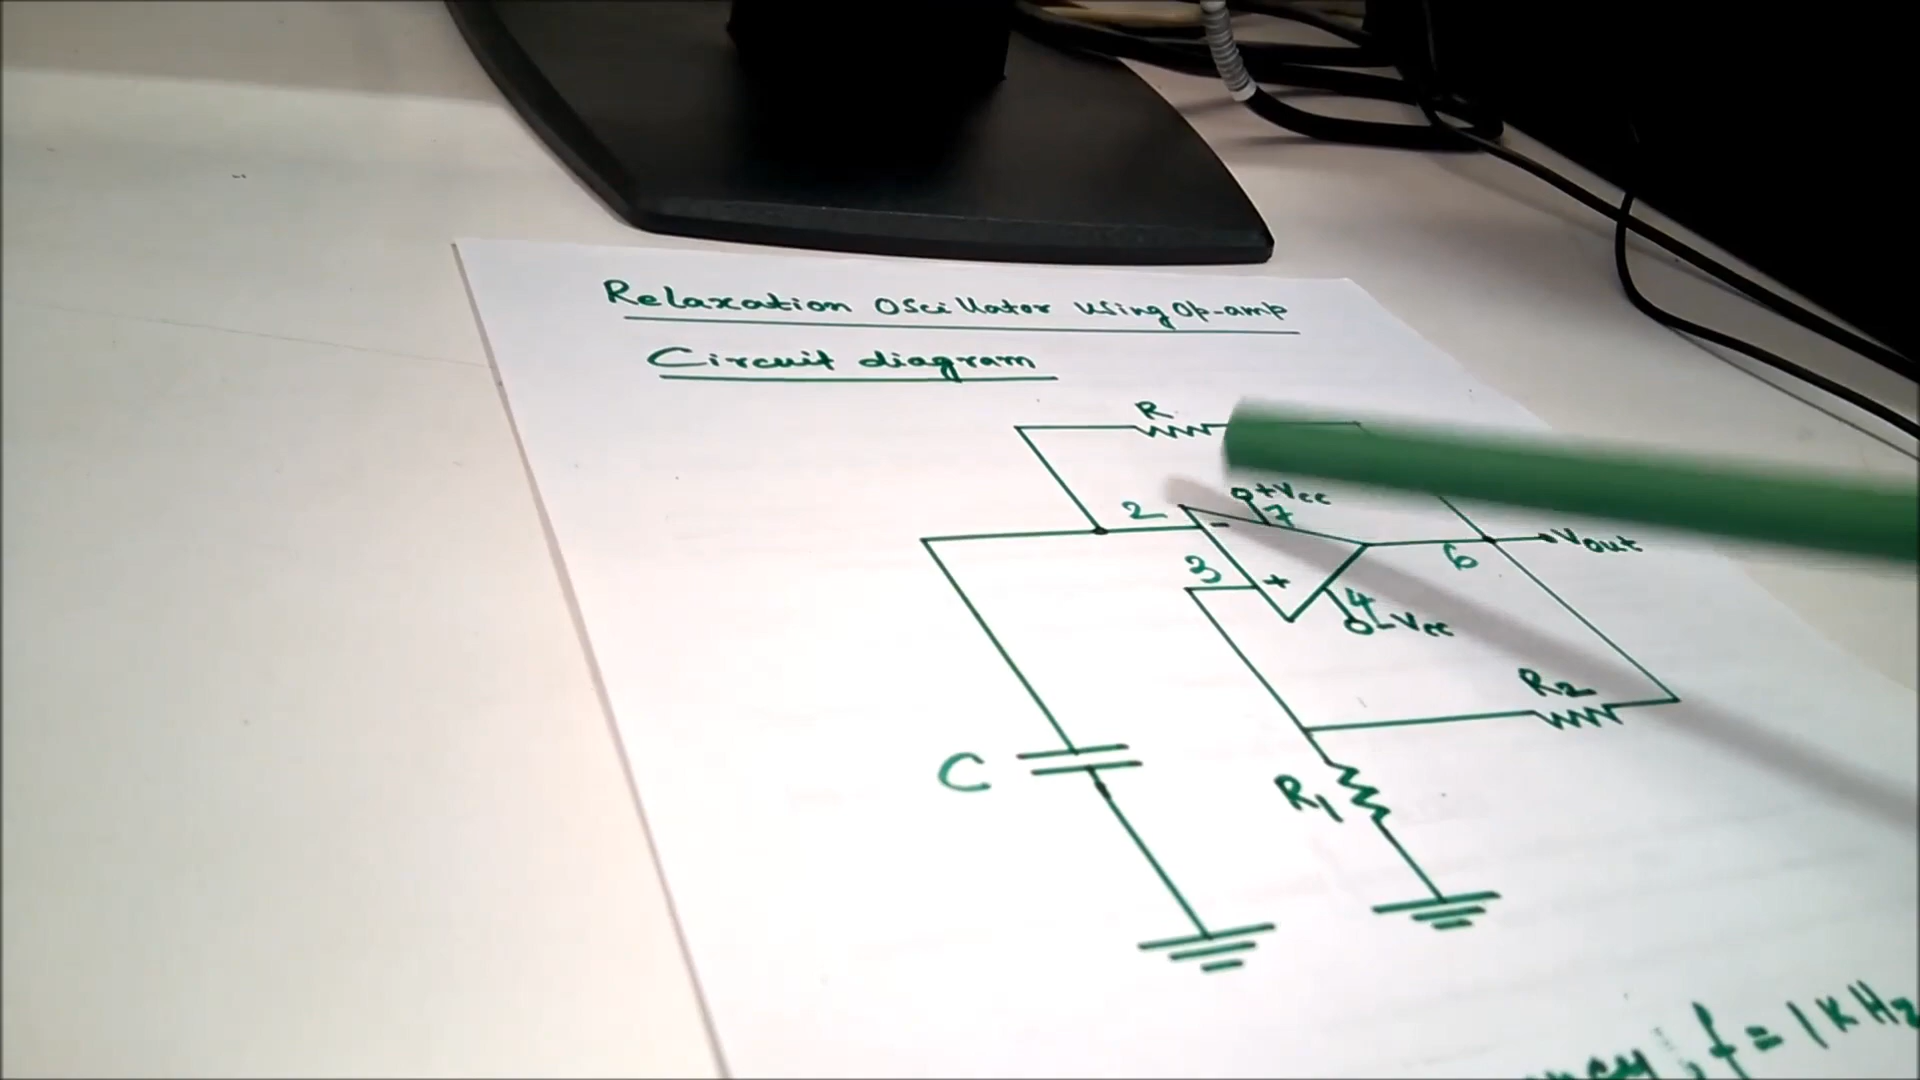 Relaxation Oscillator using Op-amp
Circuit diagram
R
+Vcc
2
7
-
3
+
6
Vout
4
-Vcc
R2
C
R1
, f = 1 KHz